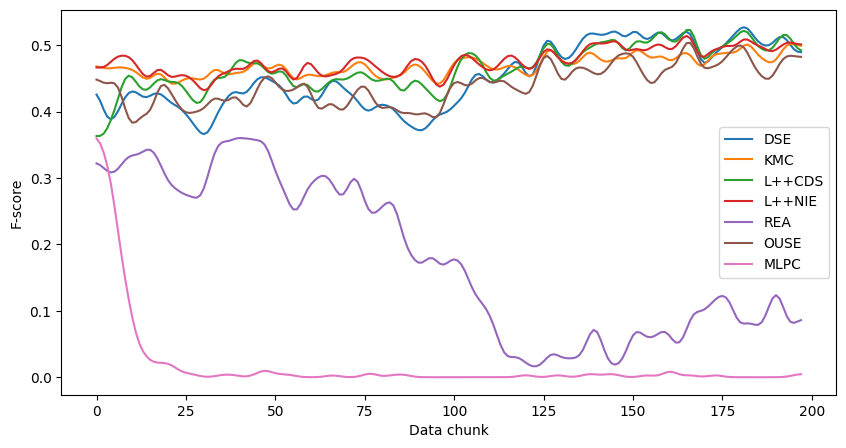 F-score
0.5
0.4
0.3
0.2
0.1
0.0
0
25
50
75
100
125
150
175
200
Data chunk
DSE
KMC
L++CDS
L++NIE
REA
OUSE
MLPC